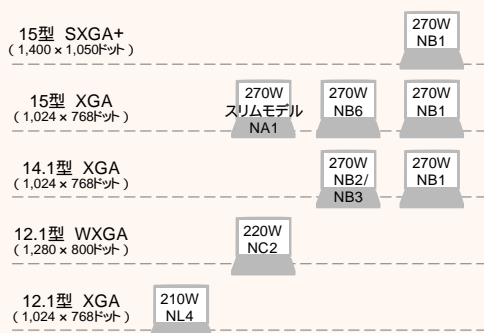 15型 SXGA+
（1,400×1,050ドット）
270W
NB1
15型 XGA
（1,024×768ドット）
270W
スリムモデル
NA1
270W
NB6
270W
NB1
14.1型 XGA
（1,024×768ドット）
270W
NB2/
NB3
270W
NB1
12.1型 WXGA
（1,280×800ドット）
220W
NC2
12.1型 XGA
（1,024×768ドット）
210W
NL4